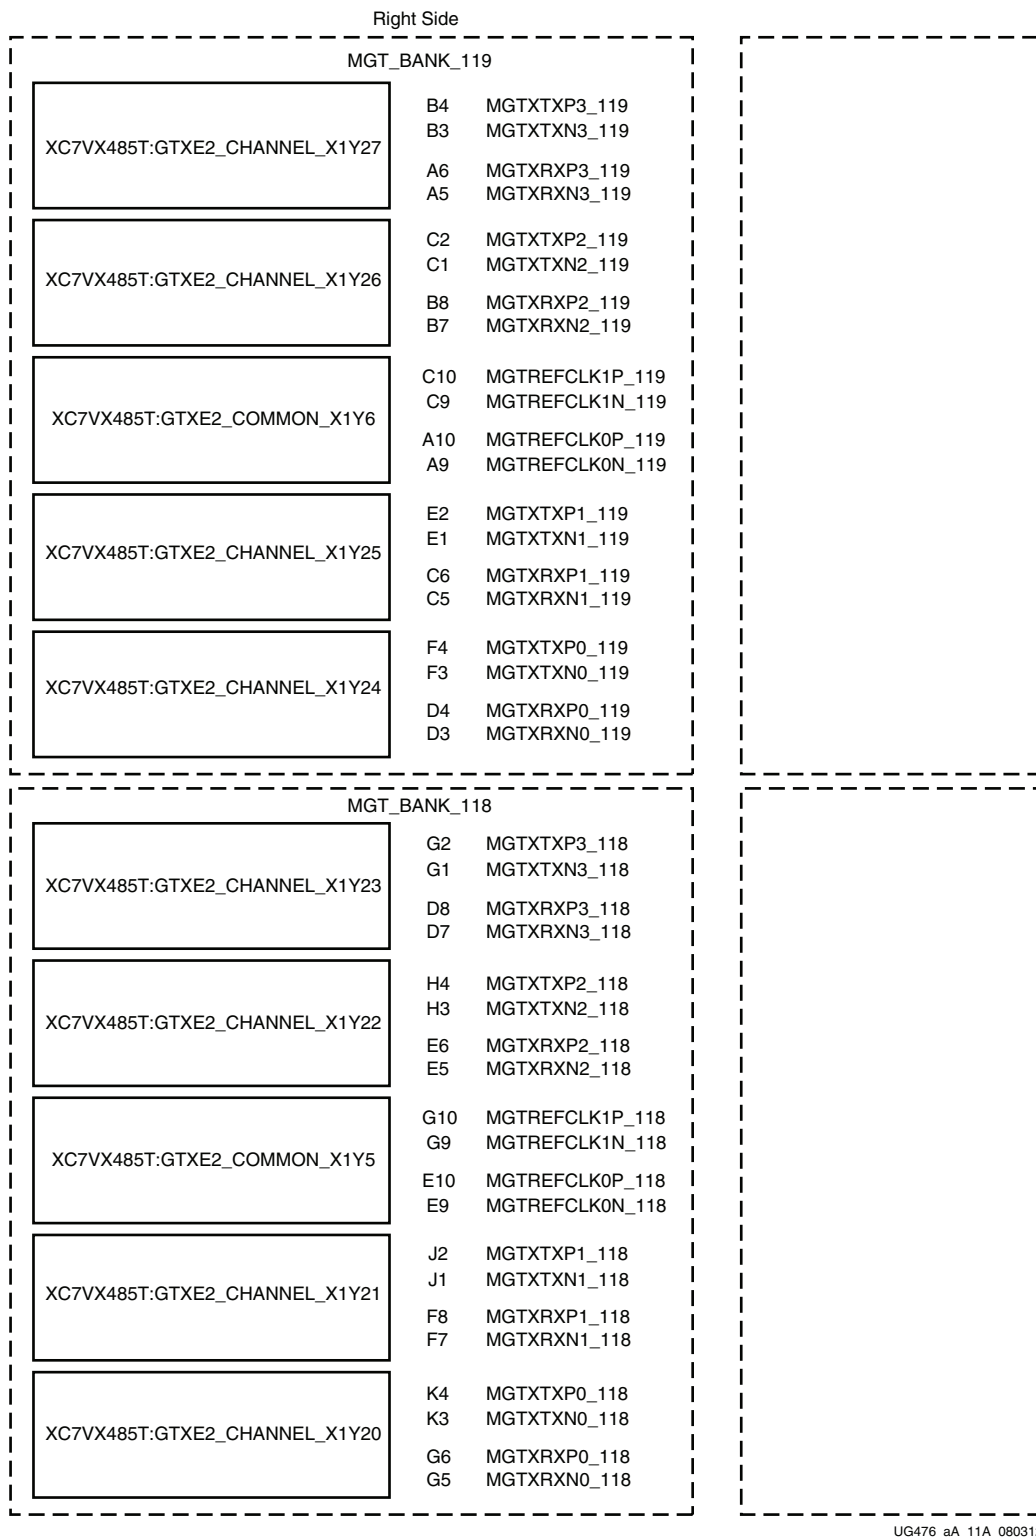 Right Side
MGT_BANK_119
XC7VX485T:GTXE2_CHANNEL_X1Y27
B4 MGTXTXP3_119
B3 MGTXTXN3_119
A6 MGTXRXP3_119
A5 MGTXRXN3_119
XC7VX485T:GTXE2_CHANNEL_X1Y26
C2 MGTXTXP2_119
C1 MGTXTXN2_119
B8 MGTXRXP2_119
B7 MGTXRXN2_119
XC7VX485T:GTXE2_COMMON_X1Y6
C10 MGTREFCLK1P_119
C9 MGTREFCLK1N_119
A10 MGTREFCLK0P_119
A9 MGTREFCLK0N_119
XC7VX485T:GTXE2_CHANNEL_X1Y25
E2 MGTXTXP1_119
E1 MGTXTXN1_119
C6 MGTXRXP1_119
C5 MGTXRXN1_119
XC7VX485T:GTXE2_CHANNEL_X1Y24
F4 MGTXTXP0_119
F3 MGTXTXN0_119
D4 MGTXRXP0_119
D3 MGTXRXN0_119
MGT_BANK_118
XC7VX485T:GTXE2_CHANNEL_X1Y23
G2 MGTXTXP3_118
G1 MGTXTXN3_118
D8 MGTXRXP3_118
D7 MGTXRXN3_118
XC7VX485T:GTXE2_CHANNEL_X1Y22
H4 MGTXTXP2_118
H3 MGTXTXN2_118
E6 MGTXRXP2_118
E5 MGTXRXN2_118
XC7VX485T:GTXE2_COMMON_X1Y5
G10 MGTREFCLK1P_118
G9 MGTREFCLK1N_118
E10 MGTREFCLK0P_118
E9 MGTREFCLK0N_118
XC7VX485T:GTXE2_CHANNEL_X1Y21
J2 MGTXTXP1_118
J1 MGTXTXN1_118
F8 MGTXRXP1_118
F7 MGTXRXN1_118
XC7VX485T:GTXE2_CHANNEL_X1Y20
K4 MGTXTXP0_118
K3 MGTXTXN0_118
G6 MGTXRXP0_118
G5 MGTXRXN0_118
UG476_aA_11A_08031